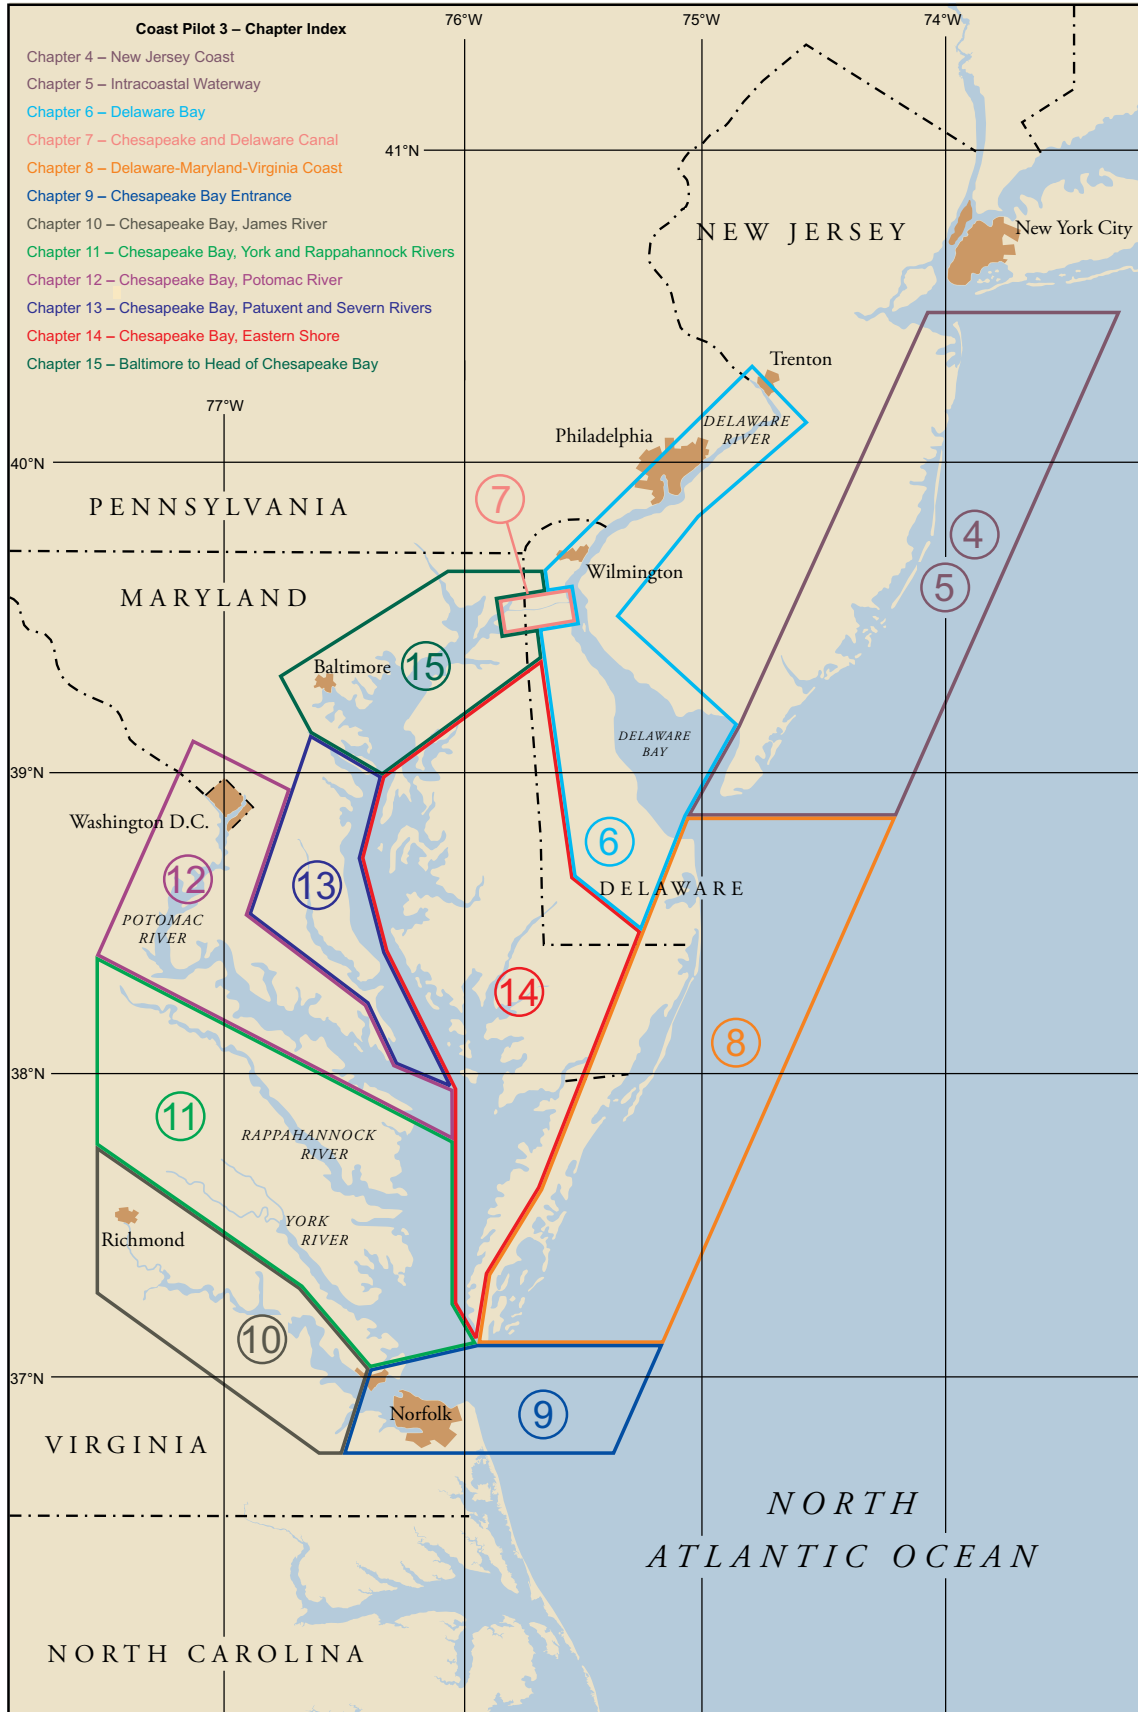 76°W
75°W
74°W
Coast Pilot 3 – Chapter Index
Chapter 4 – New Jersey Coast
Chapter 5 – Intracoastal Waterway
Chapter 6 – Delaware Bay
Chapter 7 – Chesapeake and Delaware Canal
Chapter 8 – Delaware-Maryland-Virginia Coast
Chapter 9 – Chesapeake Bay Entrance
Chapter 10 – Chesapeake Bay, James River
Chapter 11 – Chesapeake Bay, York and Rappahannock Rivers
Chapter 12 – Chesapeake Bay, Potomac River
Chapter 13 – Chesapeake Bay, Patuxent and Severn Rivers
Chapter 14 – Chesapeake Bay, Eastern Shore
Chapter 15 – Baltimore to Head of Chesapeake Bay
41°N
NEW JERSEY
New York City
Trenton
77°W
DELAWARE
RIVER
Philadelphia
40°N
7
PENNSYLVANIA
4
Wilmington
5
MARYLAND
Baltimore
15
DELAWARE
BAY
39°N
Washington D.C.
6
12
13
DELAWARE
POTOMAC
RIVER
14
8
38°N
11
RAPPAHANNOCK
RIVER
YORK
RIVER
Richmond
10
37°N
Norfolk
9
VIRGINIA
NORTH
ATLANTIC OCEAN
NORTH CAROLINA